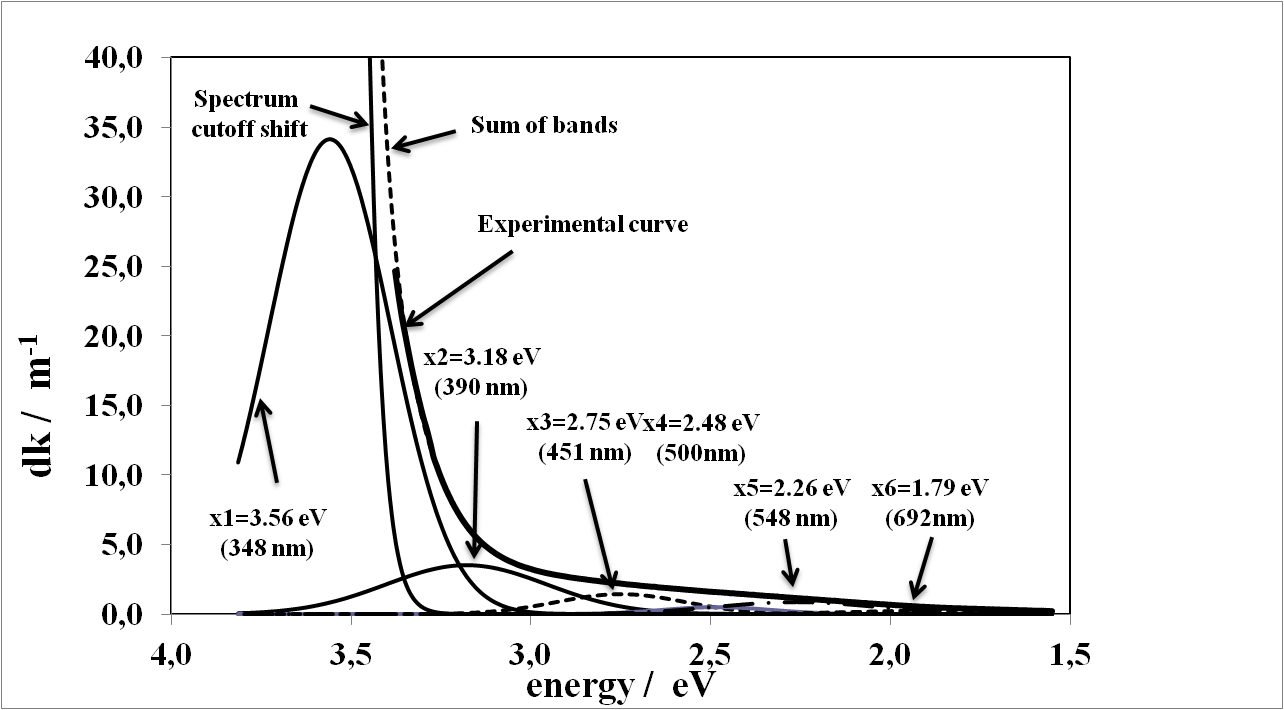 40,0
35,0
30,0
25,0
20,0
15,0
10,0
5,0
0,0
dk / m-1
Spectrum
cutoff shift
Sum of bands
Experimental curve
x2=3.18 eV
(390 nm)
x3=2.75 eV
(451 nm)
x4=2.48 eV
(500nm)
x5=2.26 eV
(548 nm)
x6=1.79 eV
(692nm)
x1=3.56 eV
(348 nm)
4,0 3,5 3,0 2,5 2,0 1,5
energy / eV